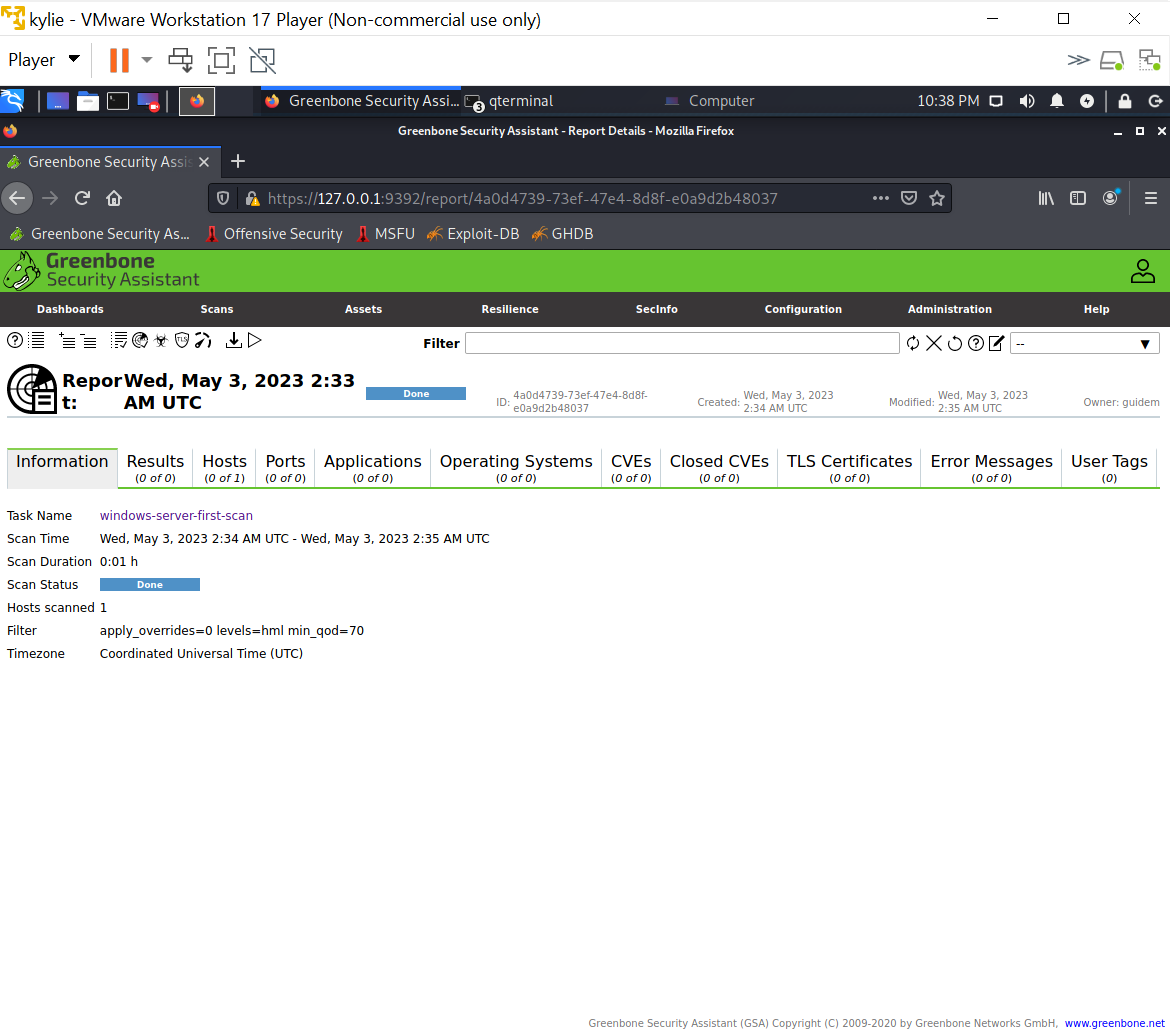 kylie - VMware Workstation 17 Player (Non-commercial use only)
Player
Greenbone Security Assi... 3 qterminal Computer 10:38 PM
Greenbone Security Assistant - Report Details - Mozilla Firefox
Greenbone Security Assis
https://127.0.0.1:9392/report/4a0d4739-73ef-47e4-8d8f-e0a9d2b48037
Greenbone Security As... Offensive Security MSFU Exploit-DB GHDB
Greenbone
Security Assistant
Dashboards Scans Assets Resilience SecInfo Configuration Administration Help
TLS Filter --
Repor Wed, May 3, 2023 2:33
t: AM UTC
Done
ID: 4a0d4739-73ef-47e4-8d8f-
e0a9d2b48037
Created: Wed, May 3, 2023
2:34 AM UTC
Modified: Wed, May 3, 2023
2:35 AM UTC
Owner: guidem
Information Results Hosts Ports Applications Operating Systems CVEs Closed CVEs TLS Certificates Error Messages User Tags
(0 of 0) (0 of 1) (0 of 0) (0 of 0) (0 of 0) (0 of 0) (0 of 0) (0 of 0) (0 of 0) (0)
Task Name windows-server-first-scan
Scan Time Wed, May 3, 2023 2:34 AM UTC - Wed, May 3, 2023 2:35 AM UTC
Scan Duration 0:01 h
Scan Status Done
Hosts scanned 1
Filter apply_overrides=0 levels=hml min_qod=70
Timezone Coordinated Universal Time (UTC)
Greenbone Security Assistant (GSA) Copyright (C) 2009-2020 by Greenbone Networks GmbH, www.greenbone.net